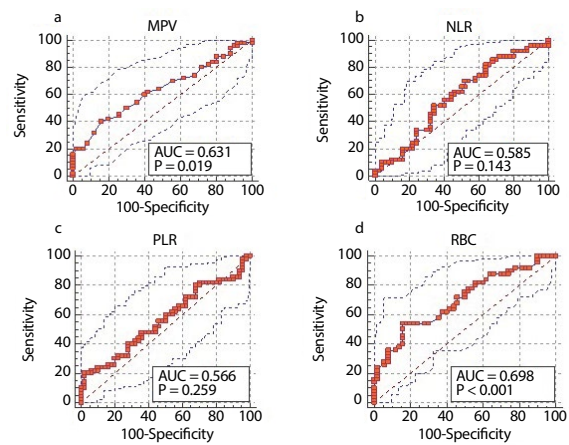 a
MPV
Sensitivity
100
80
60
40
20
0
AUC = 0.631
P = 0.019
0 20 40 60 80 100
100-Specificity
b
NLR
Sensitivity
100
80
60
40
20
0
AUC = 0.585
P = 0.143
0 20 40 60 80 100
100-Specificity
c
PLR
Sensitivity
100
80
60
40
20
0
AUC = 0.566
P = 0.259
0 20 40 60 80 100
100-Specificity
d
RBC
Sensitivity
100
80
60
40
20
0
AUC = 0.698
P < 0.001
0 20 40 60 80 100
100-Specificity